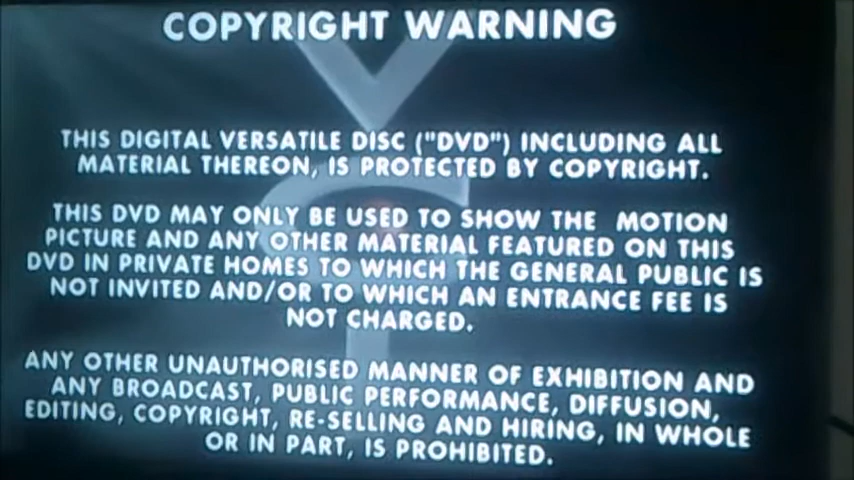 COPYRIGHT WARNING
THIS DIGITAL VERSATILE DISC ("DVD") INCLUDING ALL
MATERIAL THEREON, IS PROTECTED BY COPYRIGHT.
THIS DVD MAY ONLY BE USED TO SHOW THE MOTION
PICTURE AND ANY OTHER MATERIAL FEATURED ON THIS
DVD IN PRIVATE HOMES TO WHICH THE GENERAL PUBLIC IS
NOT INVITED AND/OR TO WHICH AN ENTRANCE FEE IS
NOT CHARGED.
ANY OTHER UNAUTHORISED MANNER OF EXHIBITION AND
ANY BROADCAST, PUBLIC PERFORMANCE, DIFFUSION,
EDITING, COPYRIGHT, RE-SELLING AND HIRING, IN WHOLE
OR IN PART, IS PROHIBITED.